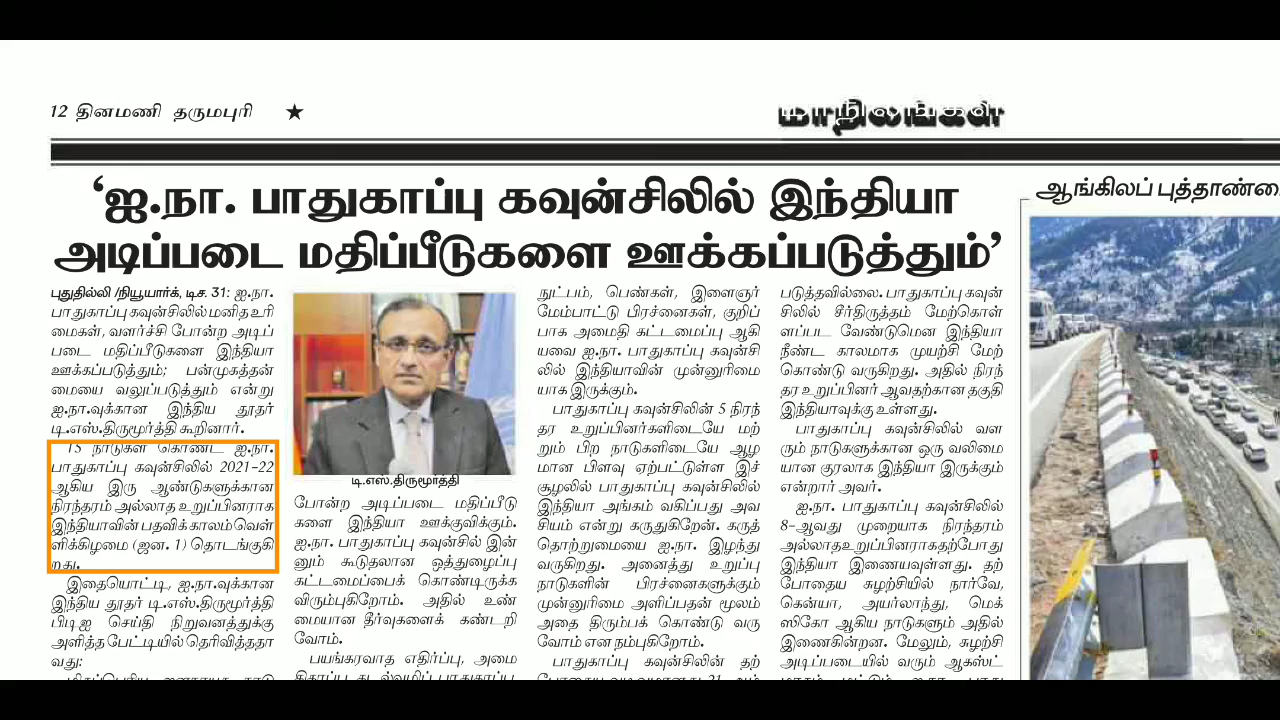 12 தினமணி தருமபுரி ★
மாநிலங்கள்
‘ஐ.நா. பாதுகாப்பு கவுன்சிலில் இந்தியா
அடிப்படை மதிப்பீடுகளை ஊக்கப்படுத்தும்’
புதுதில்லி /நியூயார்க், டிச. 31: ஐ.நா.
பாதுகாப்பு கவுன்சிலில் மனித உரி
மைகள், வளர்ச்சி போன்ற அடிப்
படை மதிப்பீடுகளை இந்தியா
ஊக்கப்படுத்தும்; பன்முகத்தன்
மையை வலுப்படுத்தும் என்று
ஐ.நா.வுக்கான இந்திய தூதர்
டி.எஸ்.திருமூர்த்தி கூறினார்.
15 நாடுகள் கொண்ட ஐ.நா.
பாதுகாப்பு கவுன்சிலில் 2021-22
ஆகிய இரு ஆண்டுகளுக்கான
நிரந்தரம் அல்லாத உறுப்பினராக
இந்தியாவின் பதவிக் காலம் வெள்
ளிக்கிழமை (ஜன. 1) தொடங்குகி
றது.
இதையொட்டி, ஐ.நா.வுக்கான
இந்திய தூதர் டி.எஸ்.திருமூர்த்தி
பிடிஐ செய்தி நிறுவனத்துக்கு
அளித்த பேட்டியில் தெரிவித்ததா
வது:
டி.எஸ்.திருமூர்த்தி
போன்ற அடிப்படை மதிப்பீடு
களை இந்தியா ஊக்குவிக்கும்.
ஐ.நா. பாதுகாப்பு கவுன்சில் இன்
னும் கூடுதலான ஒத்துழைப்பு
கட்டமைப்பைக் கொண்டிருக்க
விரும்புகிறோம். அதில் உண்
மையான தீர்வுகளைக் கண்டறி
வோம்.
பயங்கரவாத எதிர்ப்பு, அமை
நுட்பம், பெண்கள், இளைஞர்
மேம்பாட்டு பிரச்னைகள், குறிப்
பாக அமைதி கட்டமைப்பு ஆகி
யவை ஐ.நா. பாதுகாப்பு கவுன்சி
லில் இந்தியாவின் முன்னுரிமை
யாக இருக்கும்.
பாதுகாப்பு கவுன்சிலின் 5 நிரந்
தர உறுப்பினர்களிடையே மற்
றும் பிற நாடுகளிடையே ஆழ
மான பிளவு ஏற்பட்டுள்ள இச்
சூழலில் பாதுகாப்பு கவுன்சிலில்
இந்தியா அங்கம் வகிப்பது அவ
சியம் என்று கருதுகிறேன். கருத்
தொற்றுமையை ஐ.நா. இழந்து
வருகிறது. அனைத்து உறுப்பு
நாடுகளின் பிரச்னைகளுக்கும்
முன்னுரிமை அளிப்பதன் மூலம்
அதை திரும்பக் கொண்டு வரு
வோம் என நம்புகிறோம்.
பாதுகாப்பு கவுன்சிலின் தற்
படுத்தவில்லை. பாதுகாப்பு கவுன்
சிலில் சீர்திருத்தம் மேற்கொள்
ளப்பட வேண்டுமென இந்தியா
நீண்ட காலமாக முயற்சி மேற்
கொண்டு வருகிறது. அதில் நிரந்
தர உறுப்பினர் ஆவதற்கான தகுதி
இந்தியாவுக்கு உள்ளது.
பாதுகாப்பு கவுன்சிலில் வள
ரும் நாடுகளுக்கான ஒரு வலிமை
யான குரலாக இந்தியா இருக்கும்
என்றார் அவர்.
ஐ.நா. பாதுகாப்பு கவுன்சிலில்
8-ஆவது முறையாக நிரந்தரம்
அல்லாத உறுப்பினராக தற்போது
இந்தியா இணையவுள்ளது. தற்
போதைய சுழற்சியில் நார்வே,
கென்யா, அயர்லாந்து, மெக்
ஸிகோ ஆகிய நாடுகளும் அதில்
இணைகின்றன. மேலும், சுழற்சி
அடிப்படையில் வரும் ஆகஸ்ட்
ஆங்கிலப் புத்தாண்டை